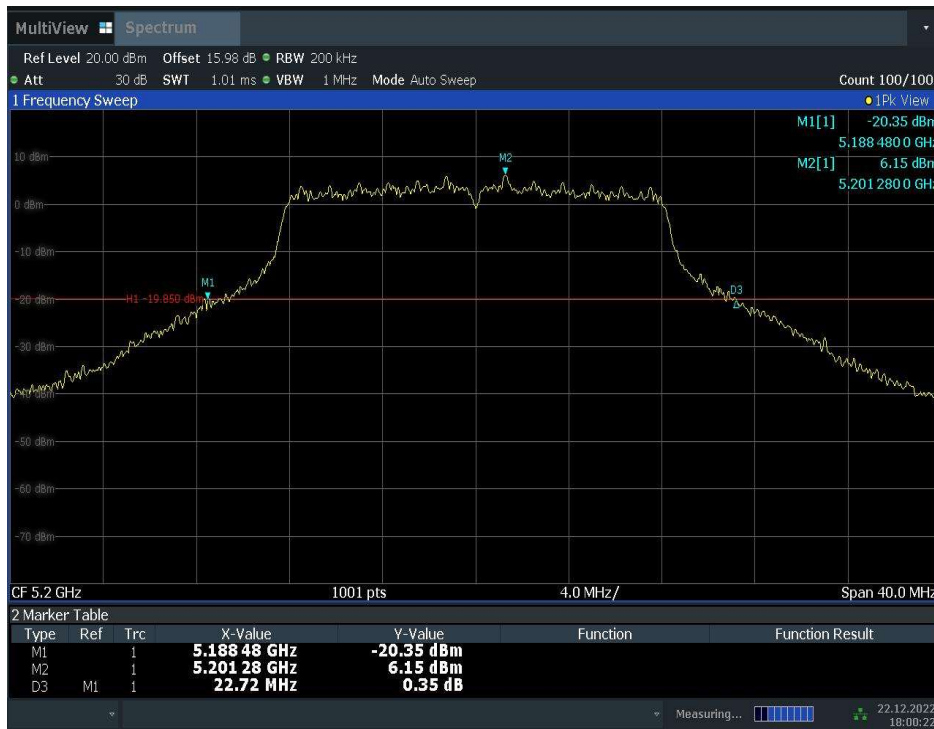 MultiView Spectrum
Ref Level 20.00 dBm Offset 15.98 dB RBW 200 kHz
Att 30 dB SWT 1.01 ms VBW 1 MHz Mode Auto Sweep Count 100/100
1 Frequency Sweep 1Pk View
M1[1] -20.35 dBm
5.188 480 0 GHz
10 dBm M2 M2[1] 6.15 dBm
5.201 280 0 GHz
0 dBm
-10 dBm
M1
-20 dBm H1 -19.850 dBm D3
-30 dBm
-40 dBm
-50 dBm
-60 dBm
-70 dBm
CF 5.2 GHz 1001 pts 4.0 MHz/ Span 40.0 MHz
2 Marker Table
Type Ref Trc X-Value Y-Value Function Function Result
M1 1 5.188 48 GHz -20.35 dBm
M2 1 5.201 28 GHz 6.15 dBm
D3 M1 1 22.72 MHz 0.35 dB
Measuring... 22.12.2022
18:00:22